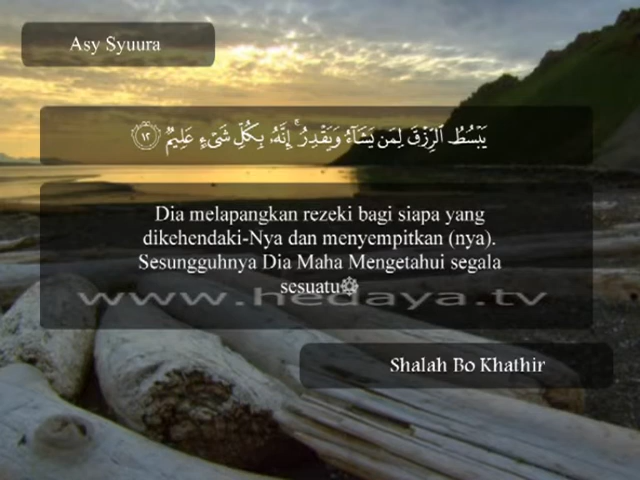 Asy Syuura
يَبْسُطُ ٱلرِّزْقَ لِمَن يَشَآءُ وَيَقْدِرُ ۚ إِنَّهُۥ بِكُلِّ شَىْءٍ عَلِيمٌ ١٢
Dia melapangkan rezeki bagi siapa yang
dikehendaki-Nya dan menyempitkan (nya).
Sesungguhnya Dia Maha Mengetahui segala
sesuatu
www.hedaya.tv
Shalah Bo Khathir